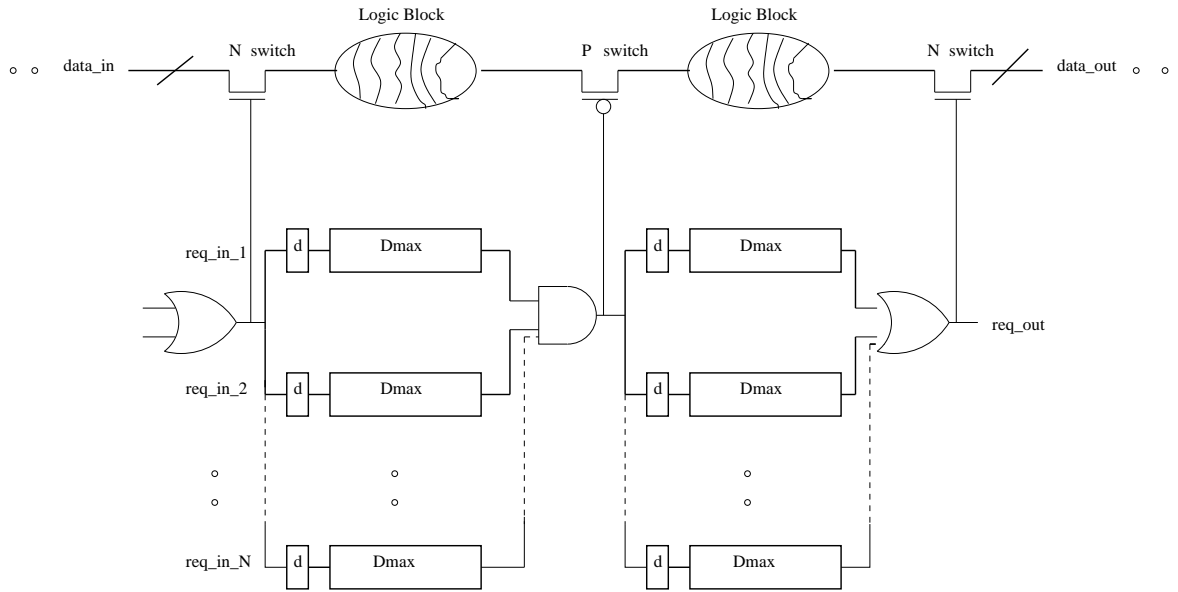 Logic Block
Logic Block
N switch
P switch
N switch
data_in
data_out
req_in_1
d
Dmax
d
Dmax
req_out
req_in_2
d
Dmax
d
Dmax
req_in_N
d
Dmax
d
Dmax